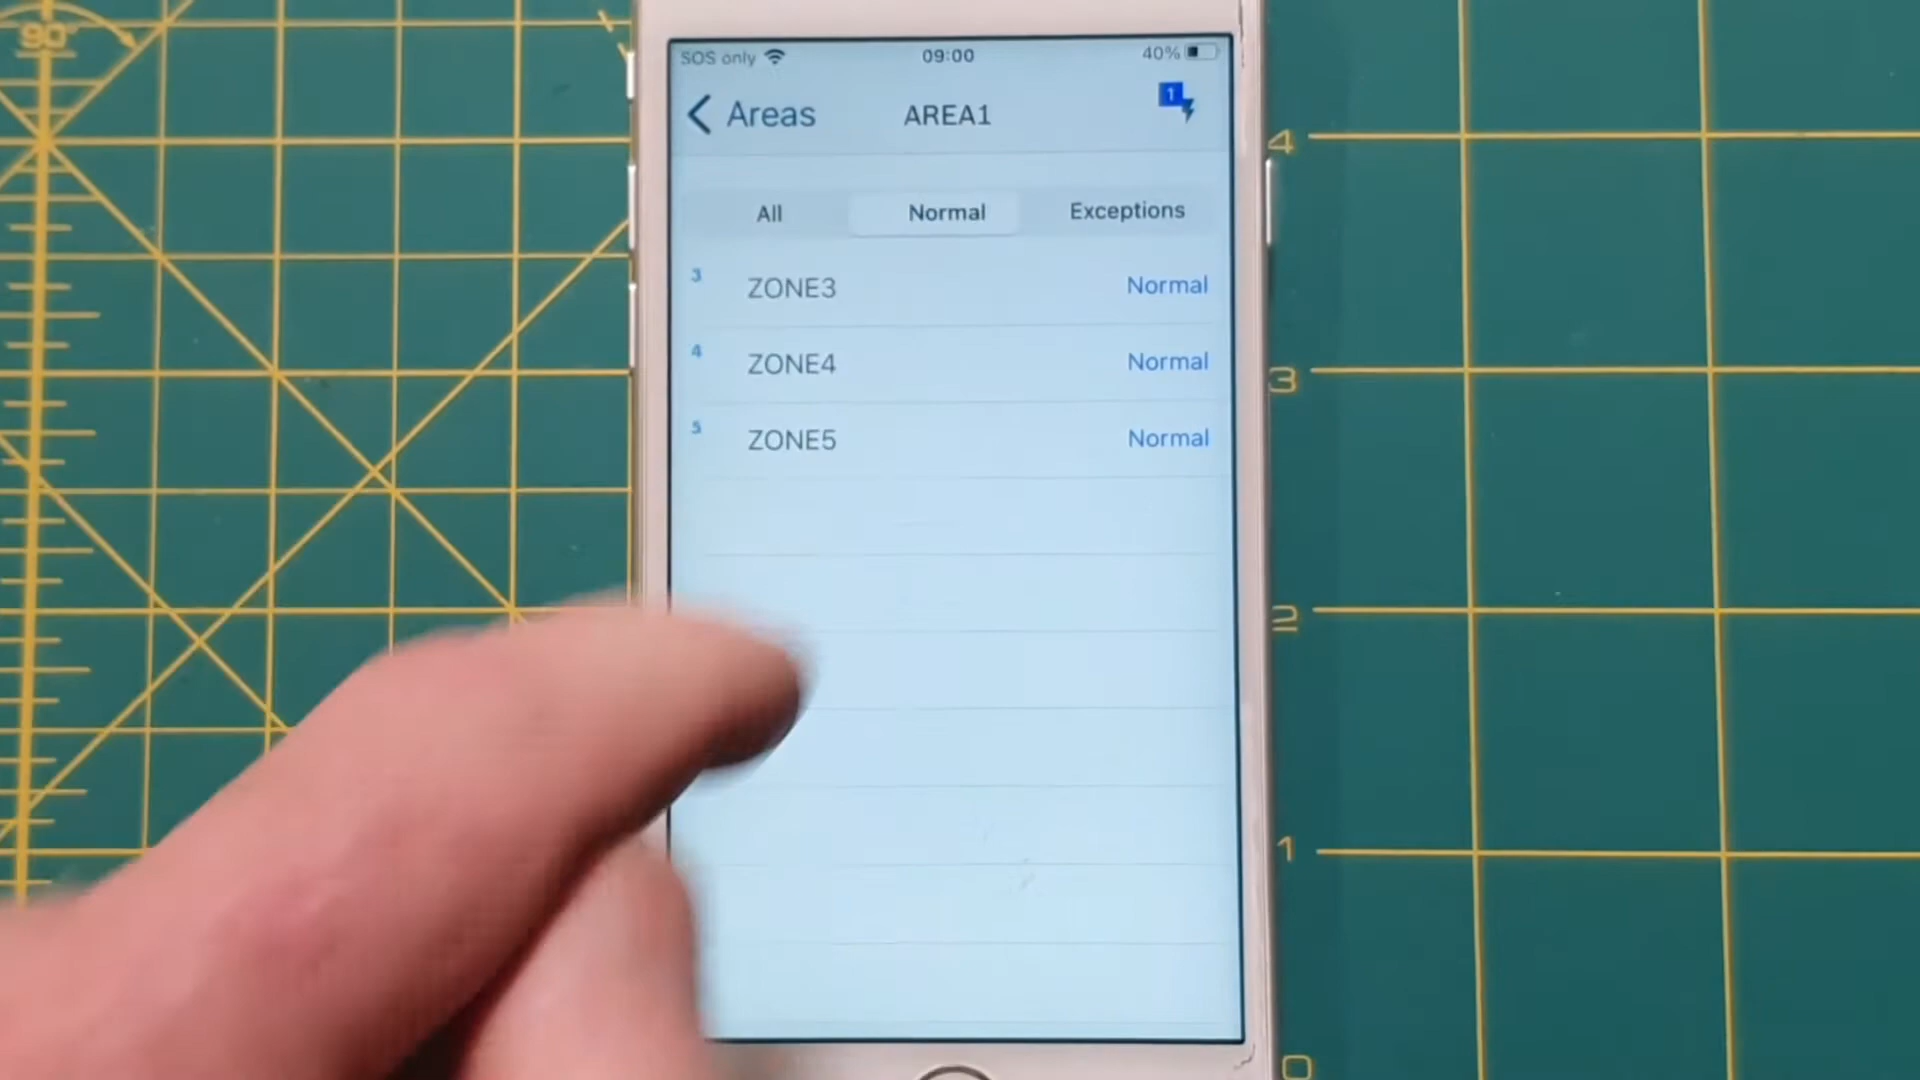 90°
SOS only 09:00 40%
Areas AREA1 1
All Normal Exceptions
3 ZONE3 Normal
4 ZONE4 Normal
5 ZONE5 Normal
4
3
2
1
0